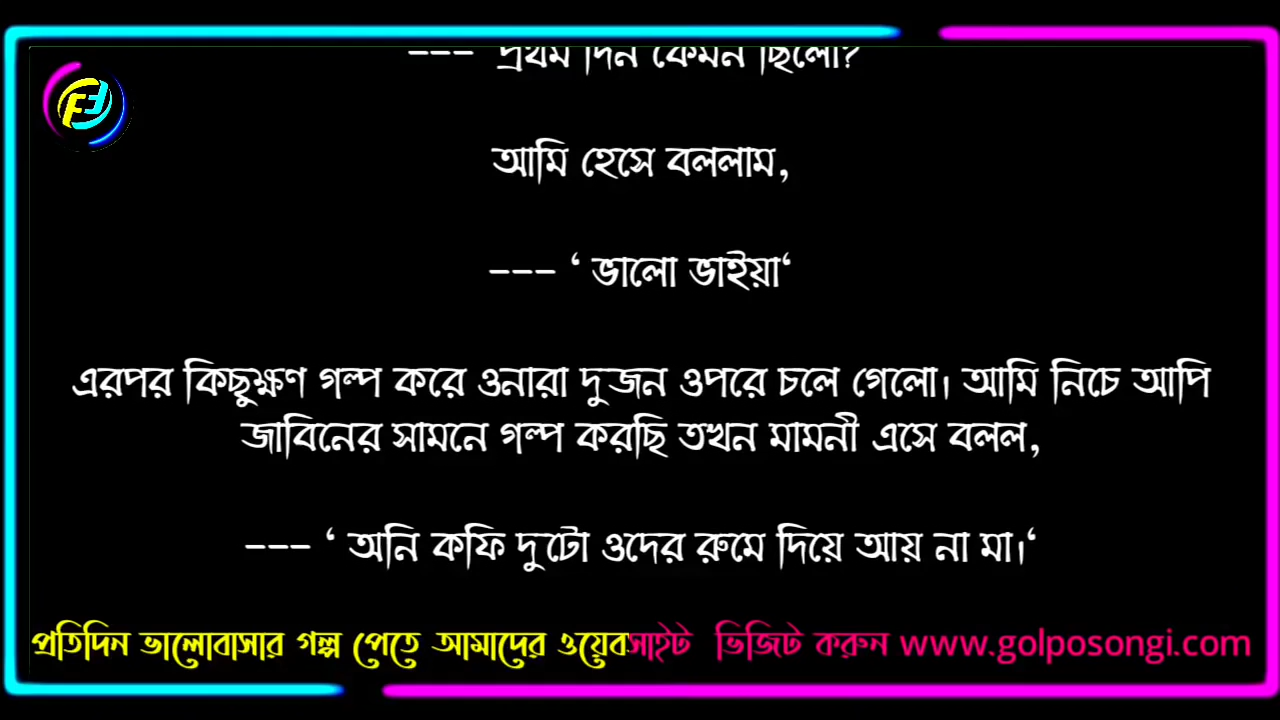 --- প্রথম দিন কেমন ছিলো?
আমি হেসে বললাম,
--- ‘ ভালো ভাইয়া‘
এরপর কিছুক্ষণ গল্প করে ওনারা দুজন ওপরে চলে গেলো। আমি নিচে আপি
জাবিনের সামনে গল্প করছি তখন মামনী এসে বলল,
--- ‘ অনি কফি দুটো ওদের রুমে দিয়ে আয় না মা।‘
প্রতিদিন ভালোবাসার গল্প পেতে আমাদের ওয়েবসাইট ভিজিট করুন www.golposongi.com